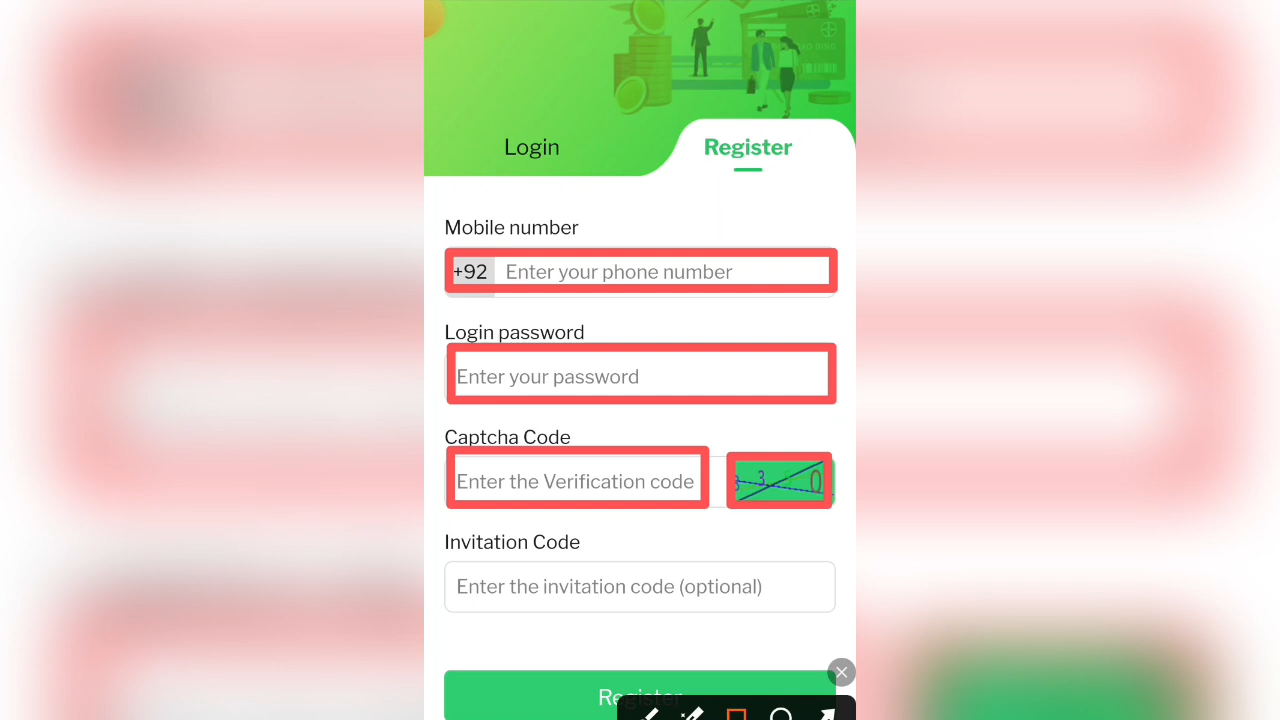 Login
Register
Mobile number
+92 Enter your phone number
Login password
Enter your password
Captcha Code
Enter the Verification code
Invitation Code
Enter the invitation code (optional)
Register